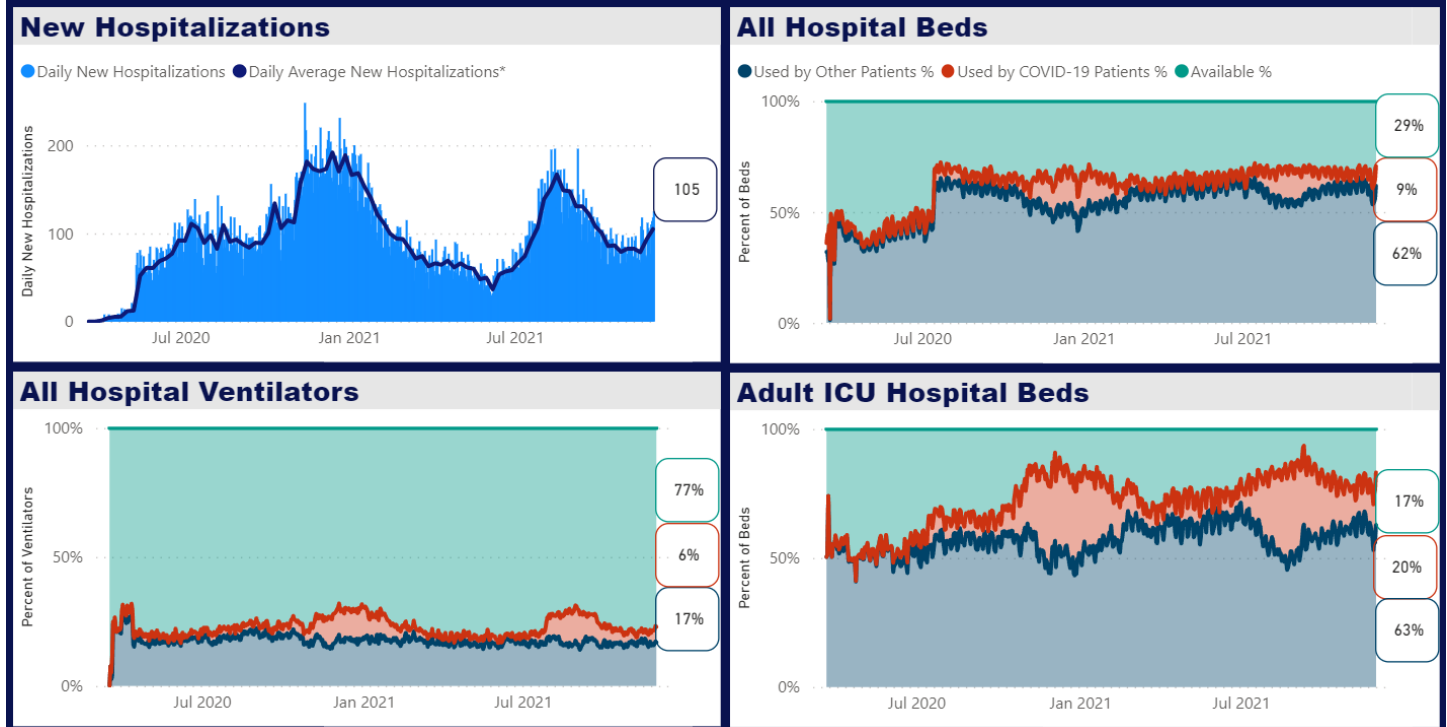 New Hospitalizations
Daily New Hospitalizations Daily Average New Hospitalizations*
Daily New Hospitalizations
200
100
0
105
Jul 2020 Jan 2021 Jul 2021
All Hospital Beds
Used by Other Patients % Used by COVID-19 Patients % Available %
Percent of Beds
100%
50%
0%
29%
9%
62%
Jul 2020 Jan 2021 Jul 2021
All Hospital Ventilators
Percent of Ventilators
100%
50%
0%
77%
6%
17%
Jul 2020 Jan 2021 Jul 2021
Adult ICU Hospital Beds
Percent of Beds
100%
50%
0%
17%
20%
63%
Jul 2020 Jan 2021 Jul 2021